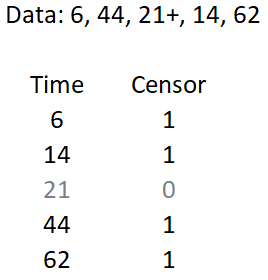 Data: 6, 44, 21+, 14, 62
Time Censor
6 1
14 1
21 0
44 1
62 1